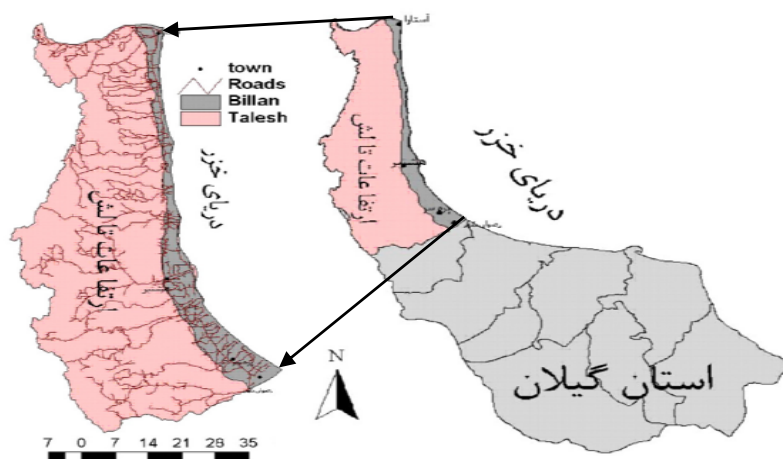 town
Roads
Billan
Talesh
دریای خزر
ارتفاعات تالش
N
7 0 7 14 21 28 35
آستارا
دریای خزر
ارتفاعات تالش
استان گیلان